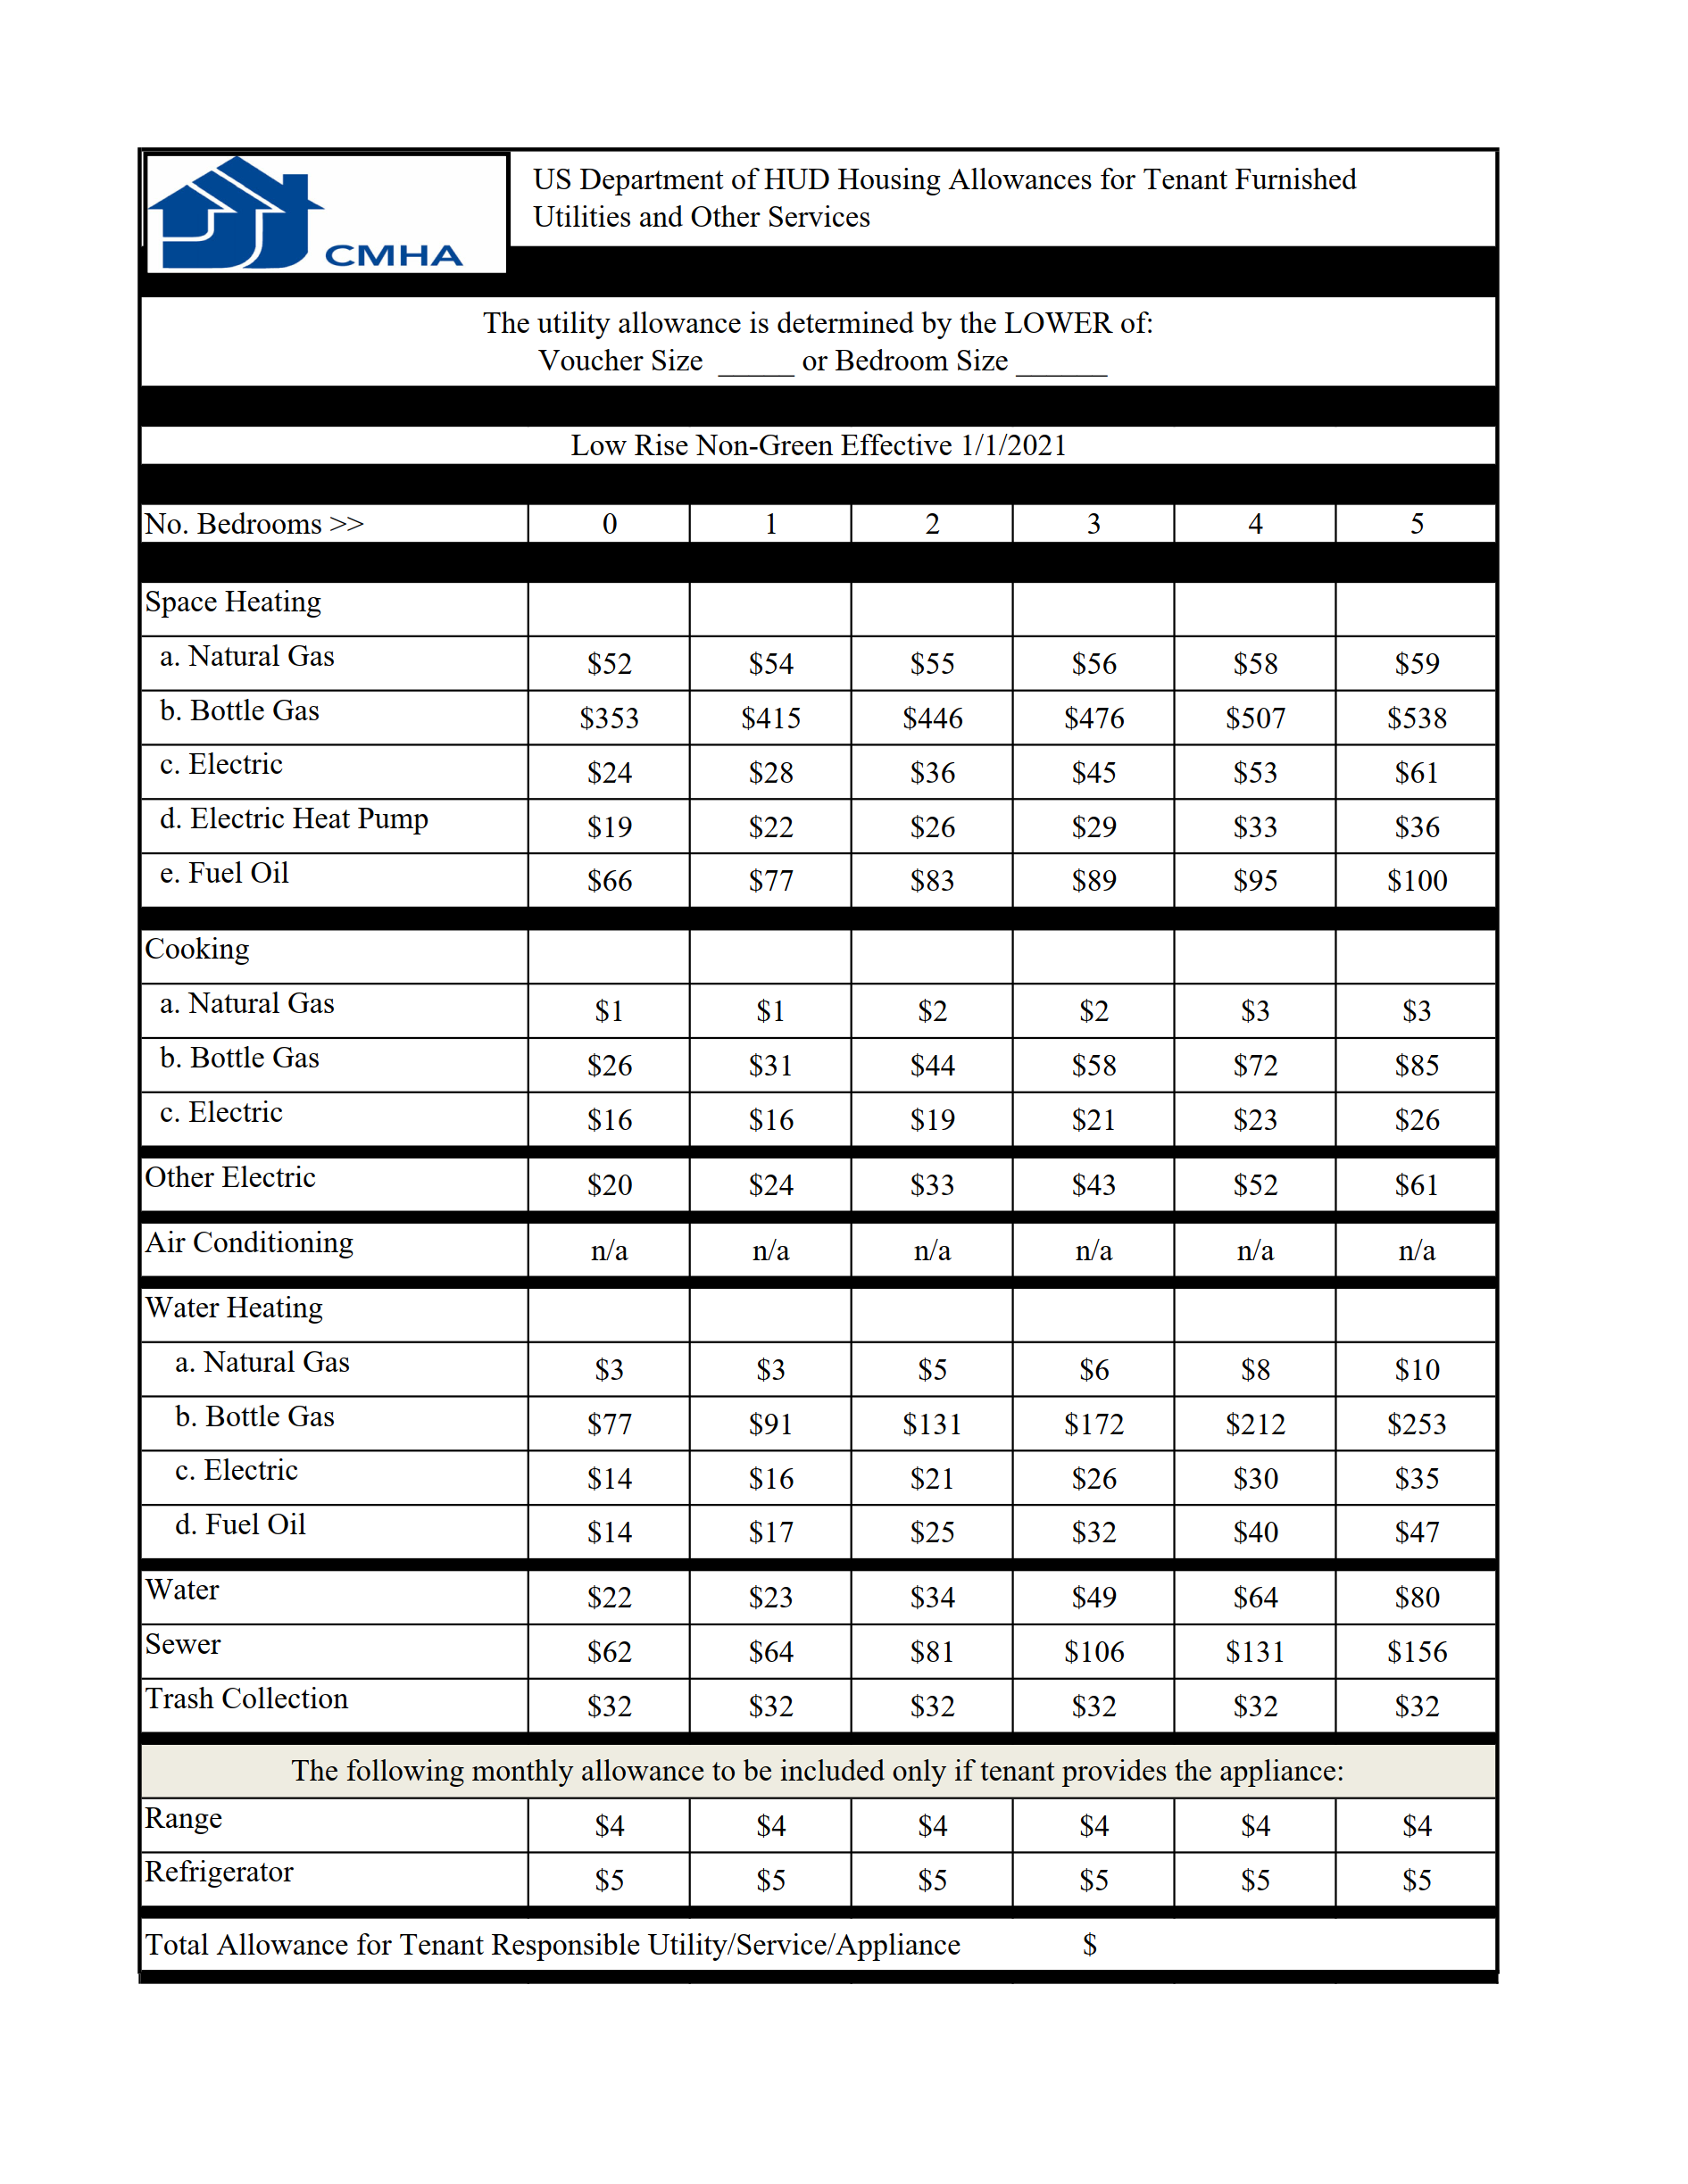 CMHA
US Department of HUD Housing Allowances for Tenant Furnished
Utilities and Other Services
The utility allowance is determined by the LOWER of:
Voucher Size _____ or Bedroom Size ______
Low Rise Non-Green Effective 1/1/2021
No. Bedrooms >> 0 1 2 3 4 5
Space Heating
a. Natural Gas $52 $54 $55 $56 $58 $59
b. Bottle Gas $353 $415 $446 $476 $507 $538
c. Electric $24 $28 $36 $45 $53 $61
d. Electric Heat Pump $19 $22 $26 $29 $33 $36
e. Fuel Oil $66 $77 $83 $89 $95 $100
Cooking
a. Natural Gas $1 $1 $2 $2 $3 $3
b. Bottle Gas $26 $31 $44 $58 $72 $85
c. Electric $16 $16 $19 $21 $23 $26
Other Electric $20 $24 $33 $43 $52 $61
Air Conditioning n/a n/a n/a n/a n/a n/a
Water Heating
a. Natural Gas $3 $3 $5 $6 $8 $10
b. Bottle Gas $77 $91 $131 $172 $212 $253
c. Electric $14 $16 $21 $26 $30 $35
d. Fuel Oil $14 $17 $25 $32 $40 $47
Water $22 $23 $34 $49 $64 $80
Sewer $62 $64 $81 $106 $131 $156
Trash Collection $32 $32 $32 $32 $32 $32
The following monthly allowance to be included only if tenant provides the appliance:
Range $4 $4 $4 $4 $4 $4
Refrigerator $5 $5 $5 $5 $5 $5
Total Allowance for Tenant Responsible Utility/Service/Appliance $